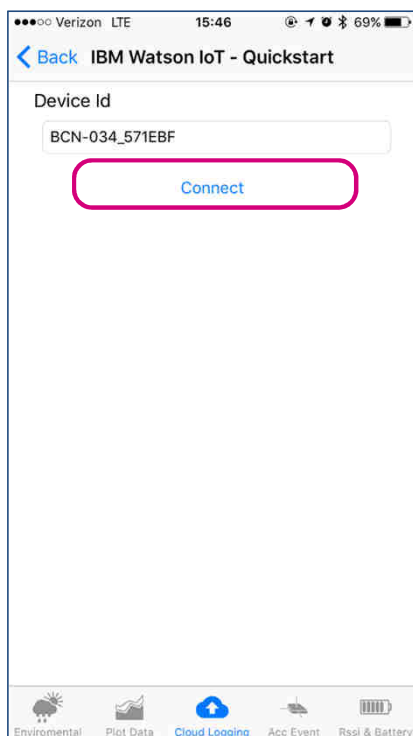 ●●●○○ Verizon LTE 15:46 69%
Back IBM Watson IoT - Quickstart
Device Id
BCN-034_571EBF
Connect
Enviromental Plot Data Cloud Logging Acc Event Rssi & Battery